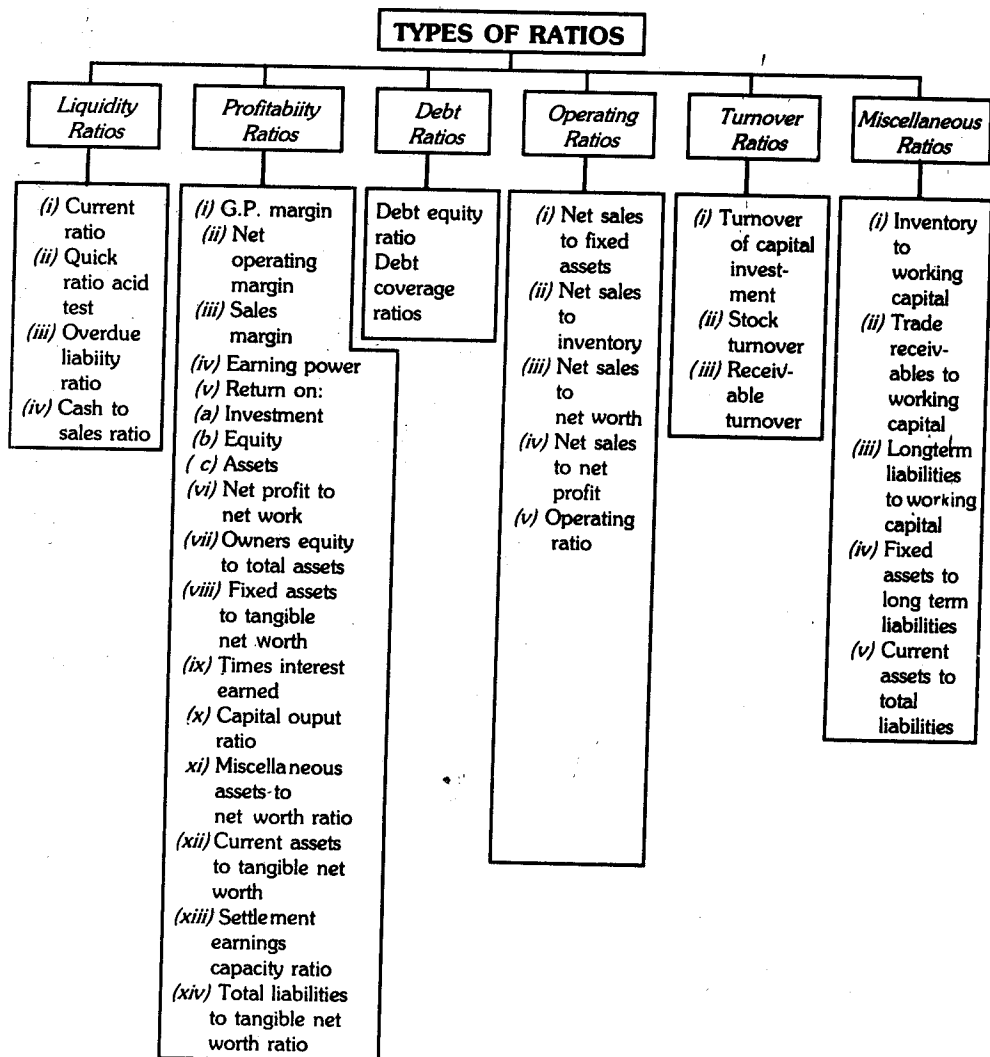 TYPES OF RATIOS
Liquidity
Ratios
(i) Current
ratio
(ii) Quick
ratio acid
test
(iii) Overdue
liabiity
ratio
(iv) Cash to
sales ratio
Profitabiity
Ratios
(i) G.P. margin
(ii) Net
operating
margin
(iii) Sales
margin
(iv) Earning power
(v) Return on:
(a) Investment
(b) Equity
( c) Assets
(vi) Net profit to
net work
(vii) Owners equity
to total assets
(viii) Fixed assets
to tangible
net worth
(ix) Times interest
earned
(x) Capital ouput
ratio
xi) Miscellaneous
assets-to
net worth ratio
(xii) Current assets
to tangible net
worth
(xiii) Settlement
earnings
capacity ratio
(xiv) Total liabilities
to tangible net
worth ratio
Debt
Ratios
Debt equity
ratio
Debt
coverage
ratios
Operating
Ratios
(i) Net sales
to fixed
assets
(ii) Net sales
to
inventory
(iii) Net sales
to
net worth
(iv) Net sales
to net
profit
(v) Operating
ratio
Turnover
Ratios
(i) Turnover
of capital
invest-
ment
(ii) Stock
turnover
(iii) Receiv-
able
turnover
Miscellaneous
Ratios
(i) Inventory
to
working
capital
(ii) Trade
receiv-
ables to
working
capital
(iii) Longterm
liabilities
to working
capital
(iv) Fixed
assets to
long term
liabilities
(v) Current
assets to
total
liabilities